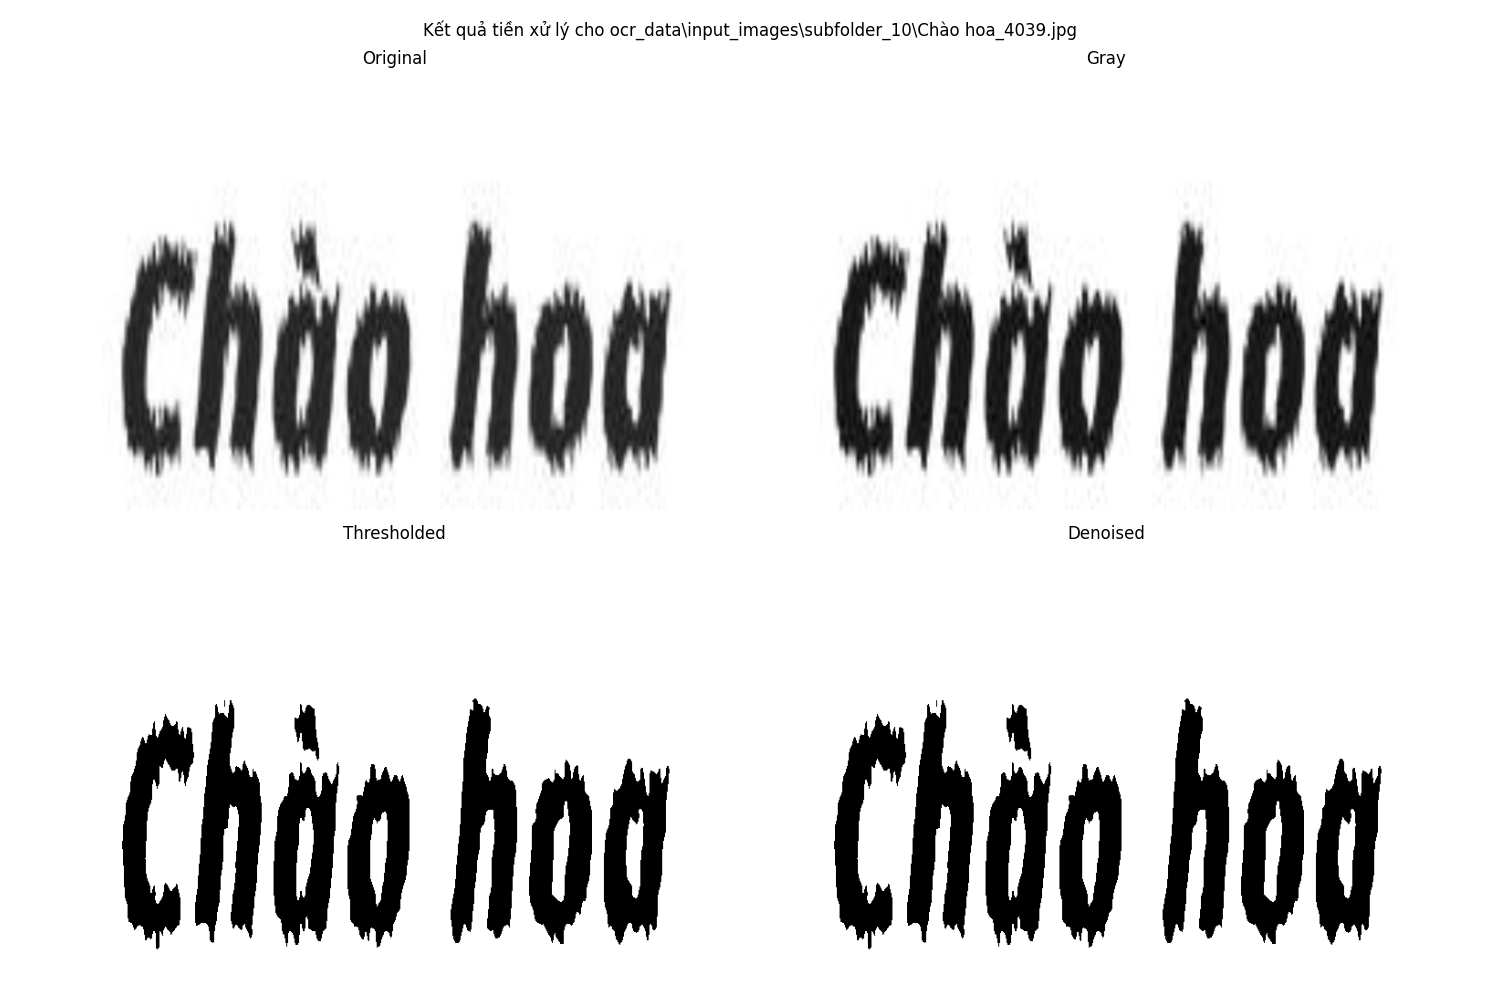 Kết quả tiền xử lý cho ocr_data\input_images\subfolder_10\Chào hoa_4039.jpg
Original
Gray
Chào hoa
Chào hoa
Thresholded
Denoised
Chào hoa
Chào hoa